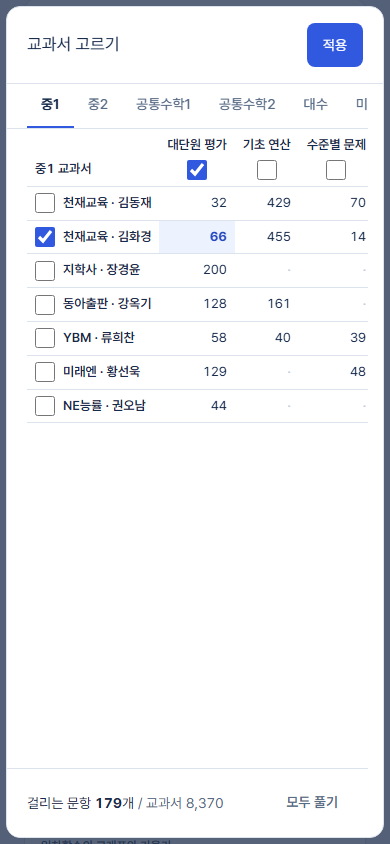 교과서 고르기
적용
중1 중2 공통수학1 공통수학2 대수 미
대단원 평가 기초 연산 수준별 문제
중1 교과서
천재교육 · 김동재 32 429 70
천재교육 · 김화경 66 455 14
지학사 · 장경윤 200 · ·
동아출판 · 강옥기 128 161 ·
YBM · 류희찬 58 40 39
미래엔 · 황선욱 129 · 48
NE능률 · 권오남 44 · ·
걸리는 문항 179개 / 교과서 8,370
모두 풀기